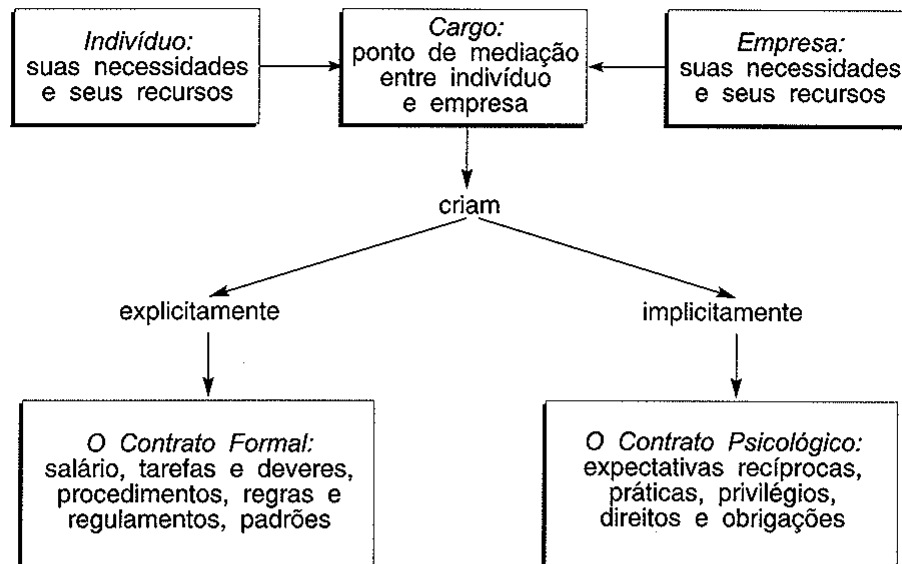 Indivíduo:
suas necessidades
e seus recursos
Cargo:
ponto de mediação
entre indivíduo
e empresa
Empresa:
suas necessidades
e seus recursos
criam
explicitamente
implicitamente
O Contrato Formal:
salário, tarefas e deveres,
procedimentos, regras e
regulamentos, padrões
O Contrato Psicológico:
expectativas recíprocas,
práticas, privilégios,
direitos e obrigações